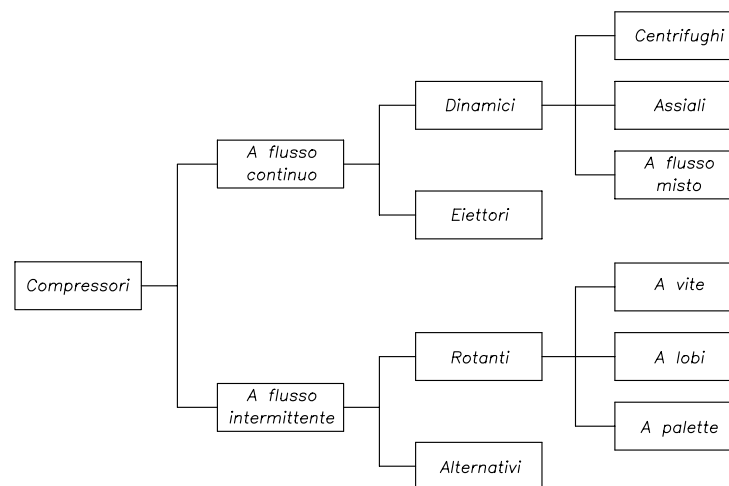 Compressori
A flusso
continuo
Dinamici
Centrifughi
Assiali
A flusso
misto
Eiettori
A flusso
intermittente
Rotanti
A vite
A lobi
A palette
Alternativi